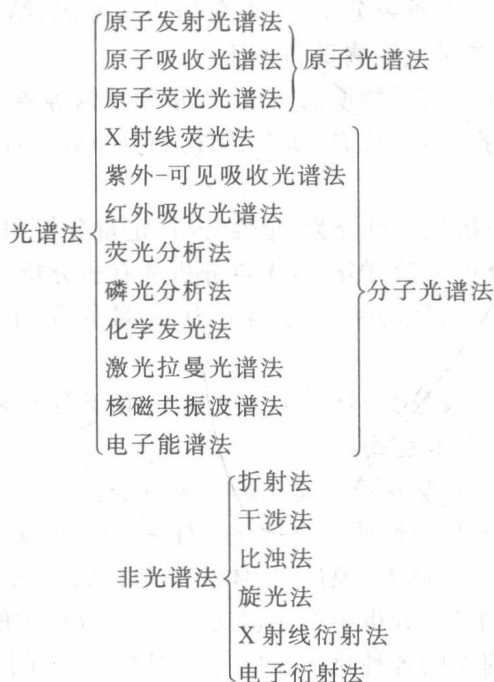 原子发射光谱法
原子吸收光谱法
原子荧光光谱法
原子光谱法
X射线荧光法
紫外-可见吸收光谱法
红外吸收光谱法
光谱法
荧光分析法
磷光分析法
分子光谱法
化学发光法
激光拉曼光谱法
核磁共振波谱法
电子能谱法
折射法
干涉法
比浊法
非光谱法
旋光法
X射线衍射法
电子衍射法